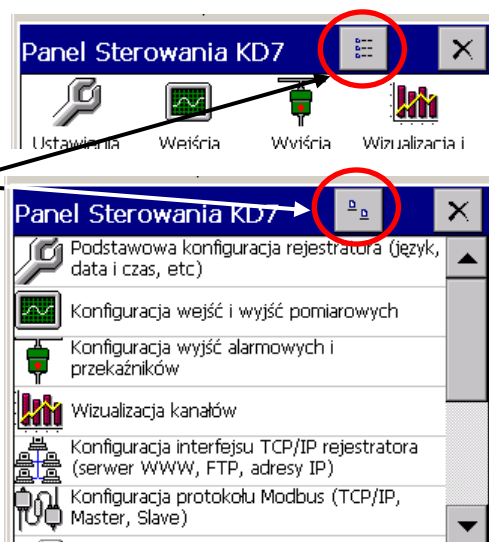 Panel Sterowania KD7
Ustawienia Wejścia Wyjścia Wizualizacja i
Panel Sterowania KD7
Podstawowa konfiguracja rejestratora (język,
data i czas, etc)
Konfiguracja wejść i wyjść pomiarowych
Konfiguracja wyjść alarmowych i
przekaźników
Wizualizacja kanałów
Konfiguracja interfejsu TCP/IP rejestratora
(serwer WWW, FTP, adresy IP)
Konfiguracja protokołu Modbus (TCP/IP,
Master, Slave)